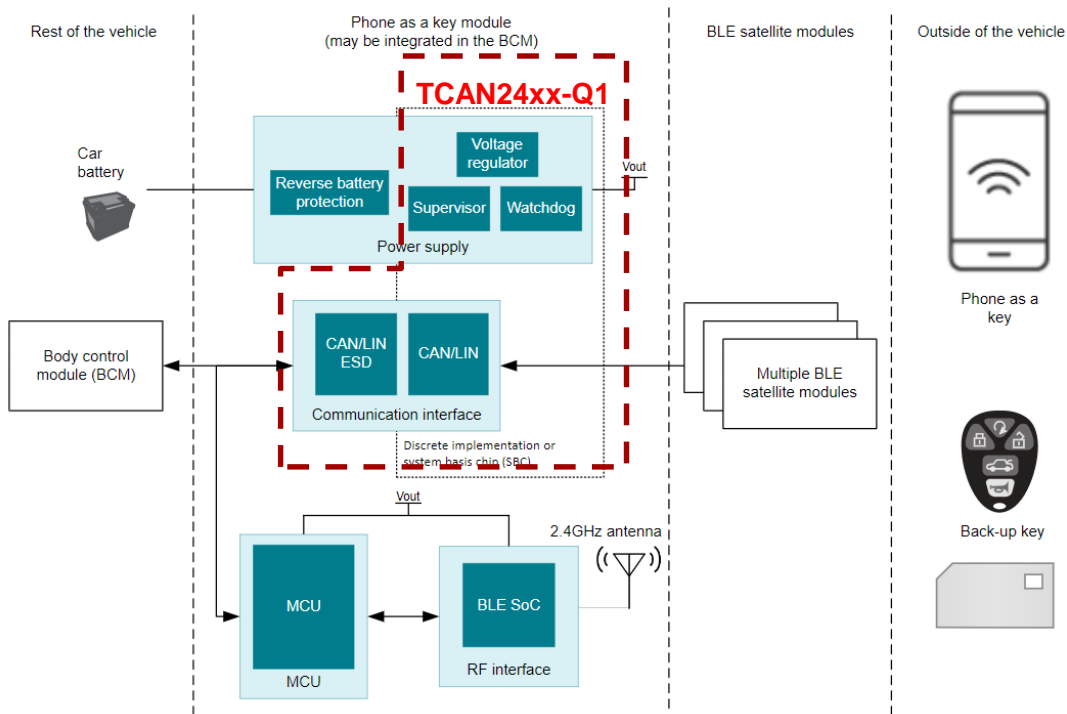 Rest of the vehicle
Phone as a key module
(may be integrated in the BCM)
BLE satellite modules
Outside of the vehicle
TCAN24xx-Q1
Car
battery
Reverse battery
protection
Voltage
regulator
Supervisor
Watchdog
Power supply
Vout
Body control
module (BCM)
CAN/LIN
ESD
CAN/LIN
Communication interface
Discrete implementation or
system basis chip (SBC)
Multiple BLE
satellite modules
Phone as a
key
Back-up key
Vout
2.4GHz antenna
MCU
MCU
BLE SoC
RF interface